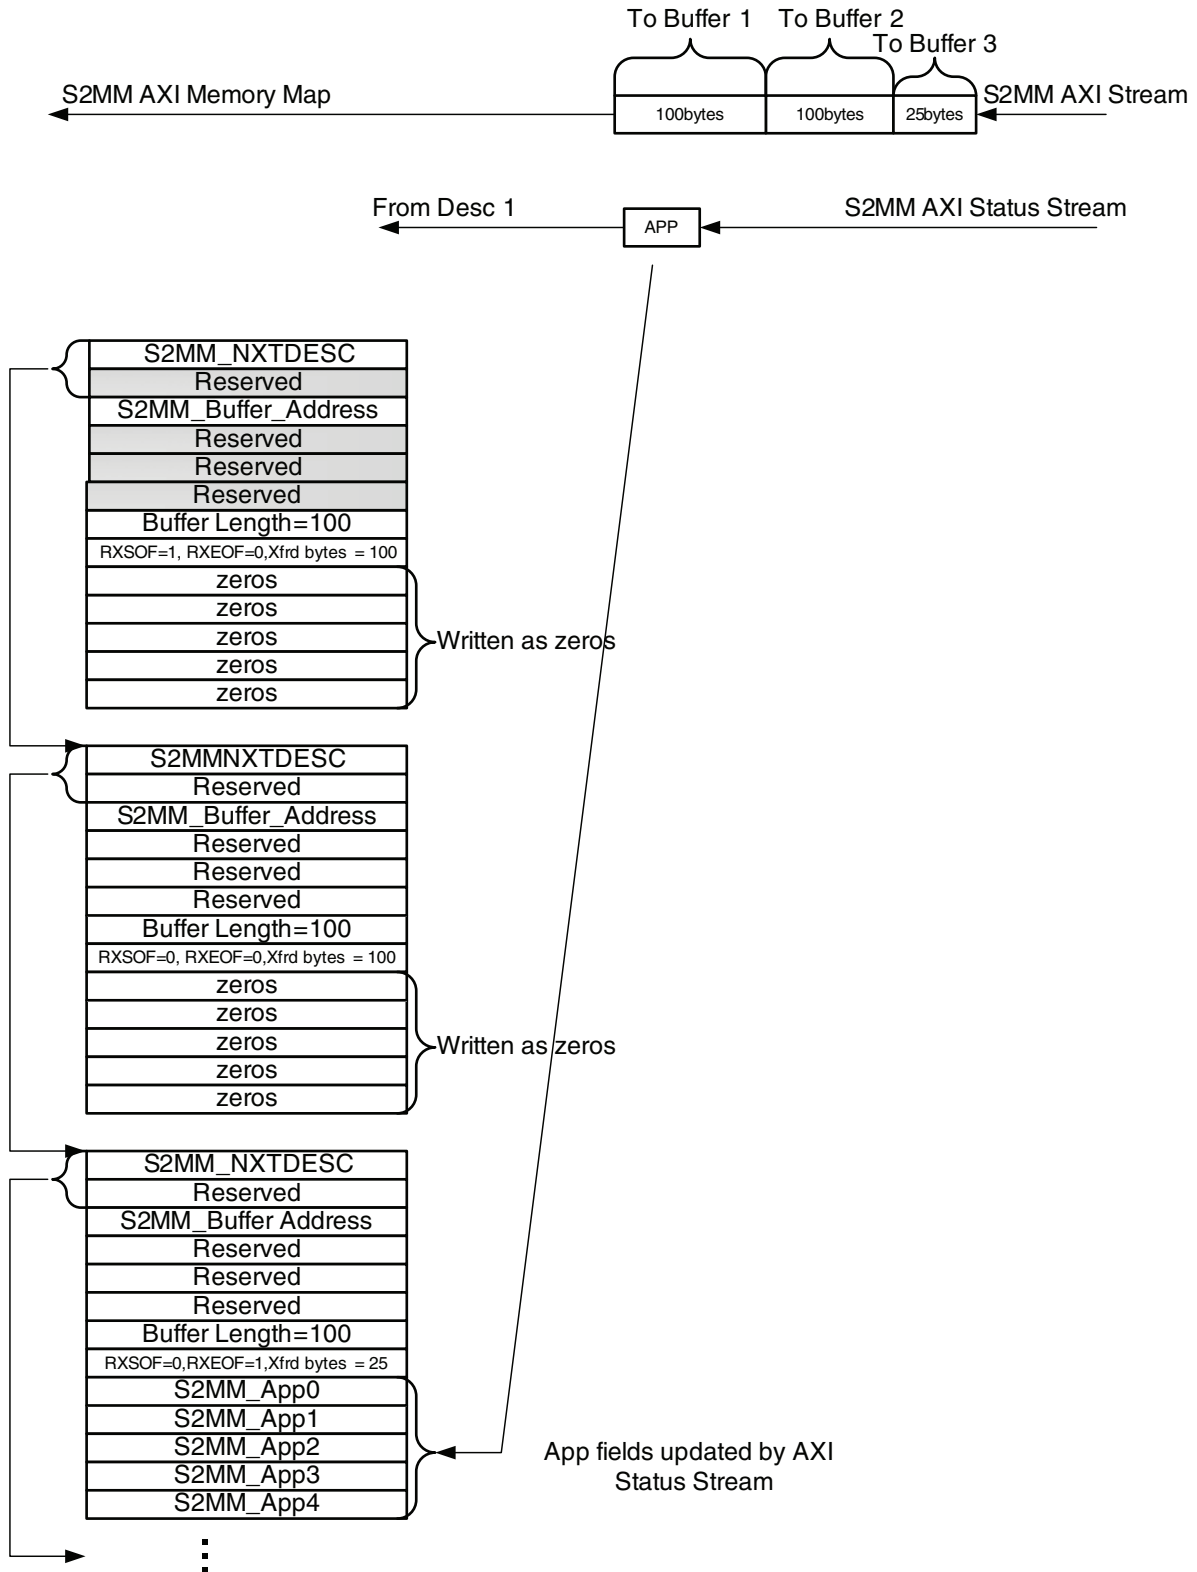 To Buffer 1
To Buffer 2
To Buffer 3
S2MM AXI Memory Map
100bytes
100bytes
25bytes
S2MM AXI Stream
From Desc 1
APP
S2MM AXI Status Stream
S2MM_NXTDESC
Reserved
S2MM_Buffer_Address
Reserved
Reserved
Reserved
Buffer Length=100
RXSOF=1, RXEOF=0,Xfrd bytes = 100
zeros
zeros
zeros
zeros
zeros
Written as zeros
S2MMNXTDESC
Reserved
S2MM_Buffer_Address
Reserved
Reserved
Reserved
Buffer Length=100
RXSOF=0, RXEOF=0,Xfrd bytes = 100
zeros
zeros
zeros
zeros
zeros
Written as zeros
S2MM_NXTDESC
Reserved
S2MM_Buffer Address
Reserved
Reserved
Reserved
Buffer Length=100
RXSOF=0,RXEOF=1,Xfrd bytes = 25
S2MM_App0
S2MM_App1
S2MM_App2
S2MM_App3
S2MM_App4
App fields updated by AXI
Status Stream